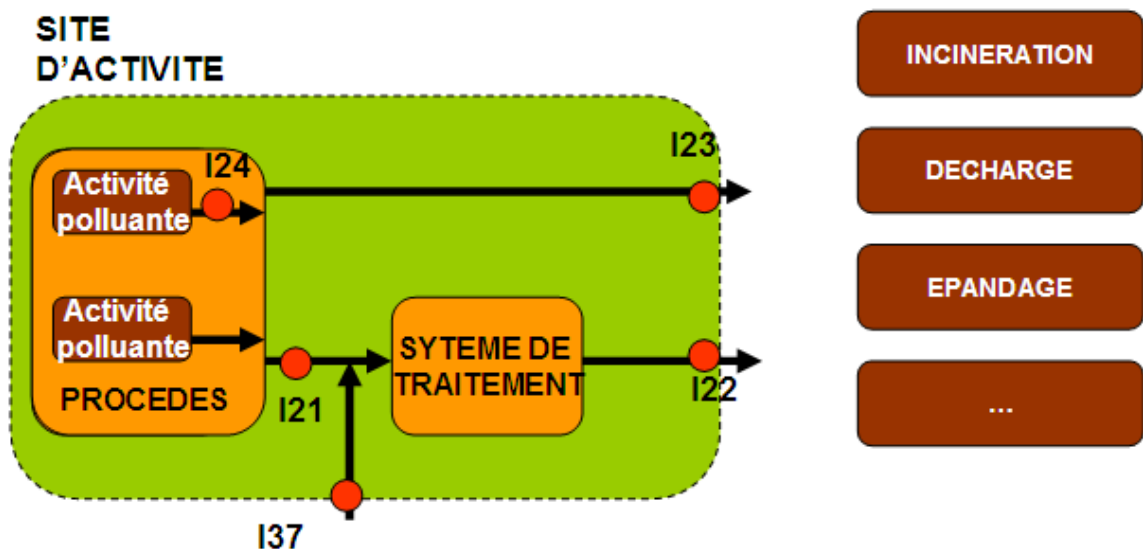 SITE
D'ACTIVITE
I24
Activité
polluante
I23
Activité
polluante
PROCEDES
I21
SYTEME DE
TRAITEMENT
I22
I37
INCINERATION
DECHARGE
EPANDAGE
...